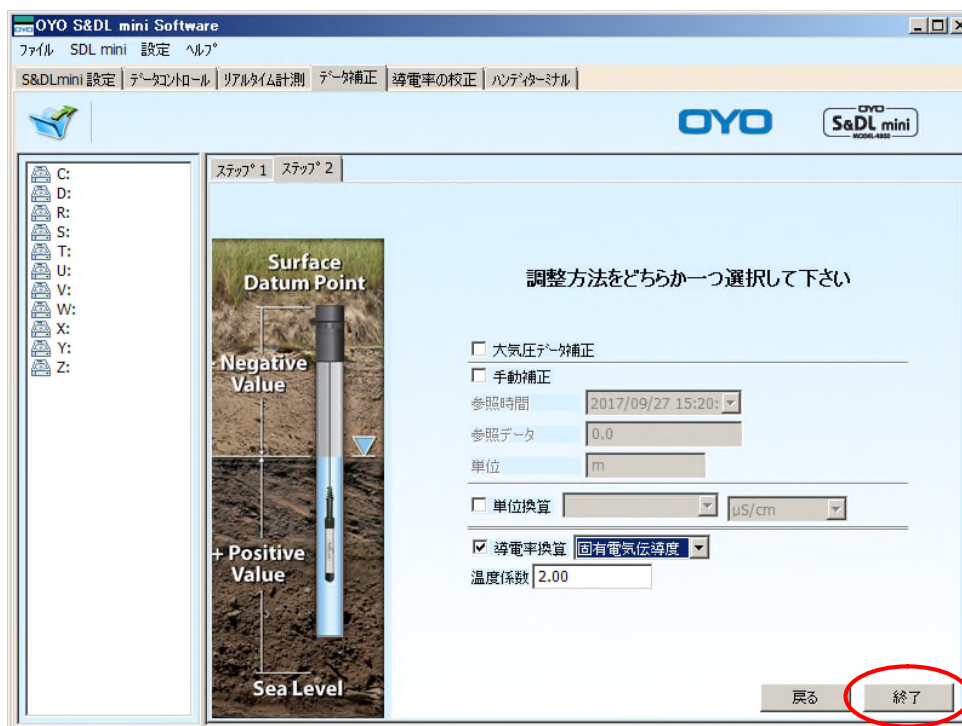 OYO S&DL mini Software
ファイル SDL mini 設定 ヘルプ
S&DLmini 設定 データコントロール リアルタイム計測 データ補正 導電率の校正 ハンディターミナル
OYO
OYO
S&DL mini
MODEL-4800
C:
D:
R:
S:
T:
U:
V:
W:
X:
Y:
Z:
ステップ 1 ステップ 2
Surface
Datum Point
Negative
Value
+ Positive
Value
Sea Level
調整方法をどちらか一つ選択して下さい
大気圧データ補正
手動補正
参照時間 2017/09/27 15:20:
参照データ 0.0
単位 m
単位換算 µS/cm
導電率換算 固有電気伝導度
温度係数 2.00
戻る 終了